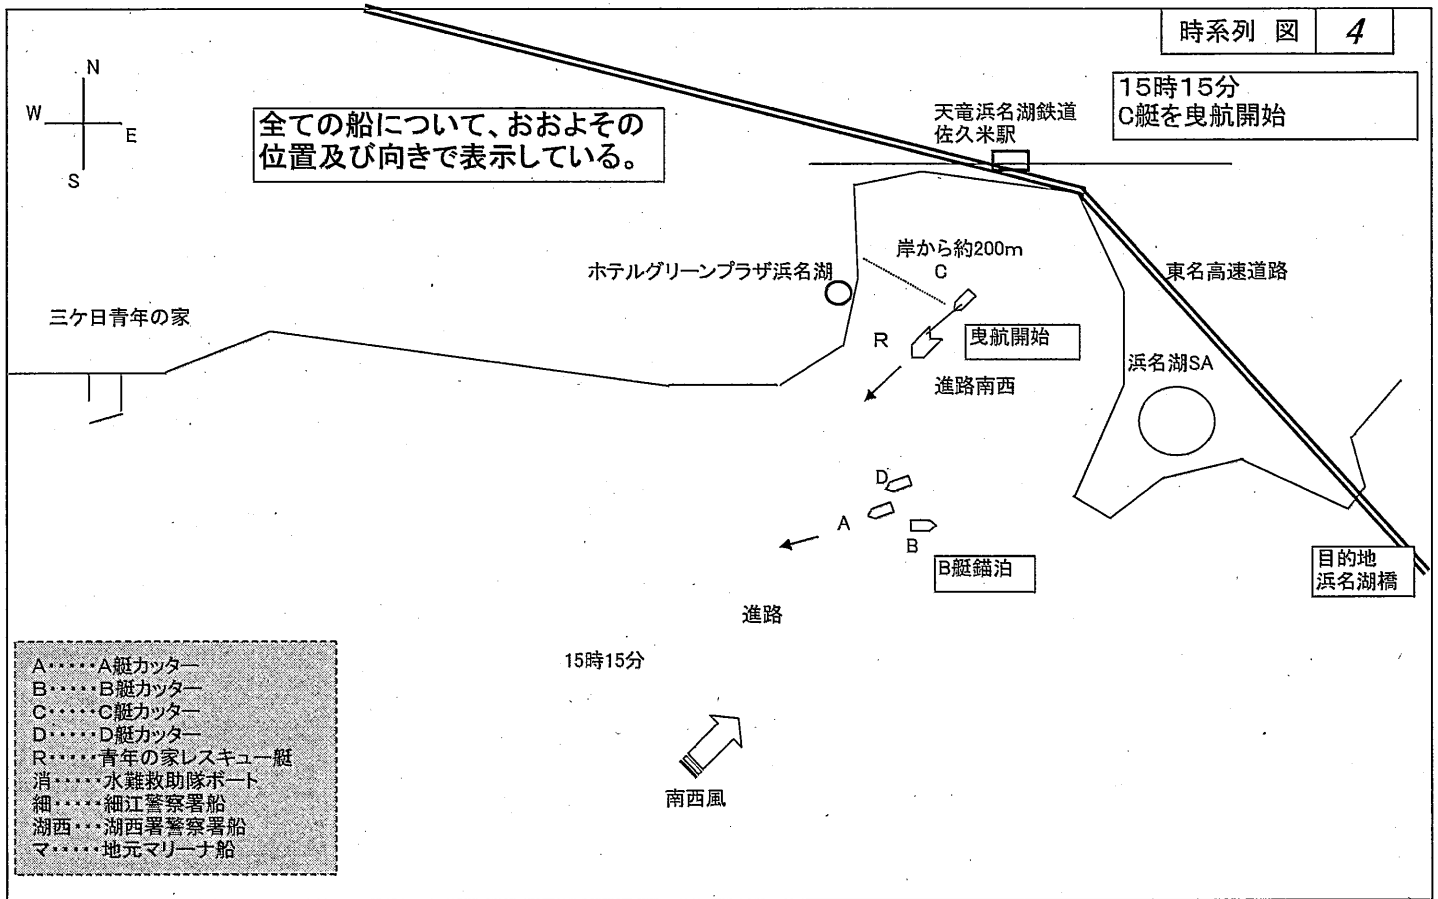 時系列 図 4
N
W
E
S
全ての船について、おおよその
位置及び向きで表示している。
天竜浜名湖鉄道
佐久米駅
15時15分
C艇を曳航開始
岸から約200m
C
ホテルグリーンプラザ浜名湖
東名高速道路
三ケ日青年の家
R
曳航開始
浜名湖SA
進路南西
D
A
B
B艇錨泊
目的地
浜名湖橋
進路
15時15分
A・・・・・A艇カッター
B・・・・・B艇カッター
C・・・・・C艇カッター
D・・・・・D艇カッター
R・・・・・青年の家レスキュー艇
消・・・・・水難救助隊ボート
細・・・・・細江警察署船
湖西・・・湖西署警察署船
マ・・・・・地元マリーナ船
南西風